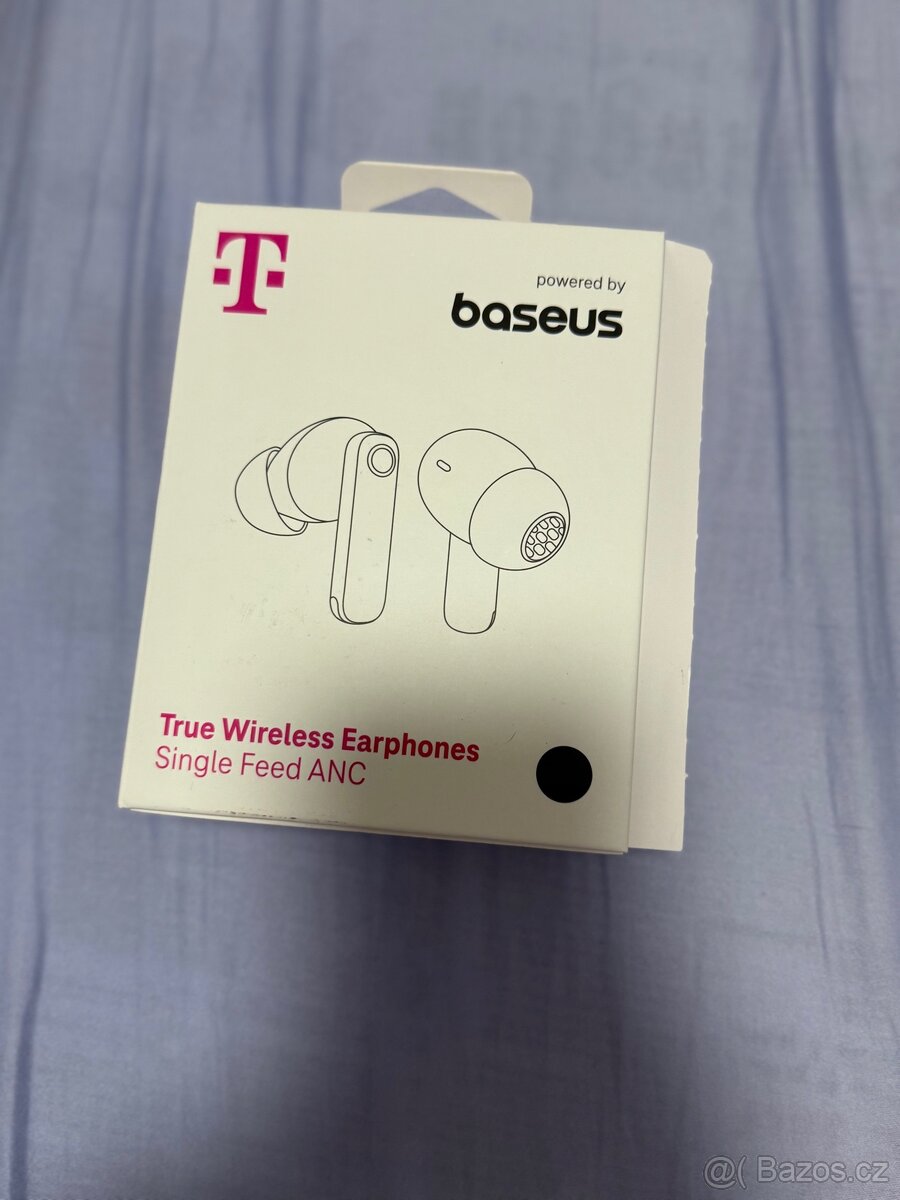 T
powered by
baseus
True Wireless Earphones
Single Feed ANC
@( Bazos.cz